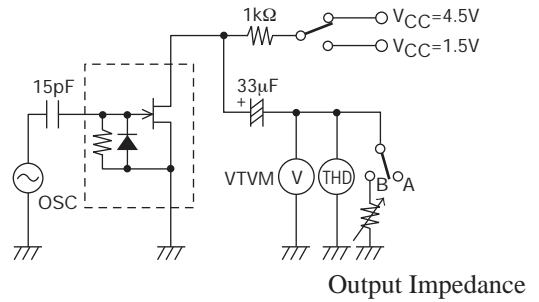 1kΩ
VCC=4.5V
VCC=1.5V
15pF
33μF
+
OSC
VTVM
V
THD
B
A
Output Impedance